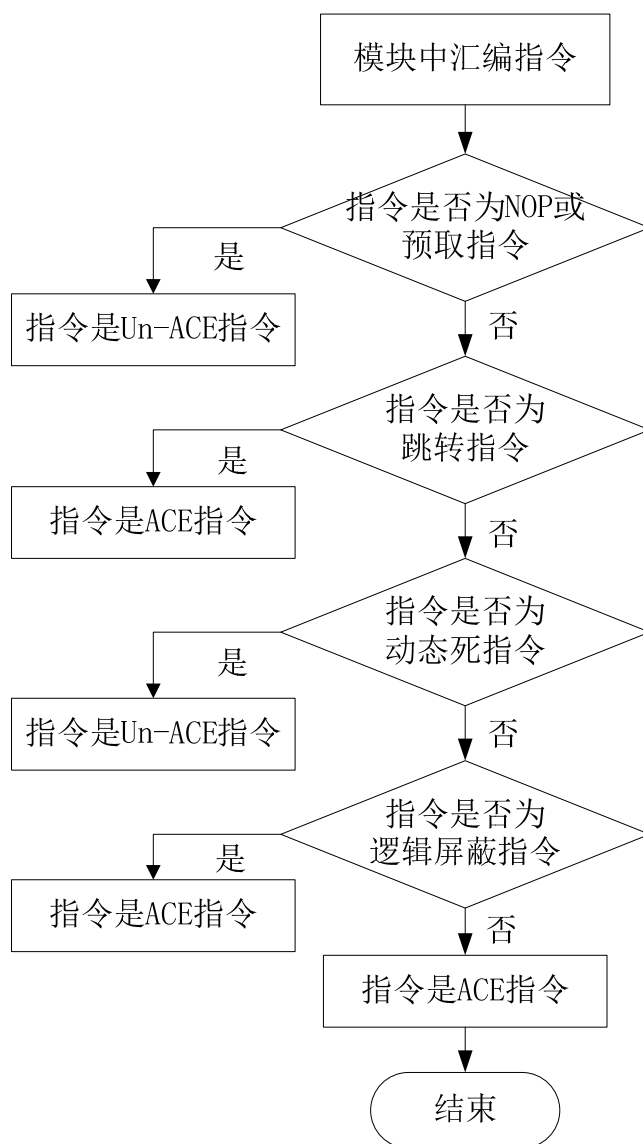 模块中汇编指令
指令是否为NOP或
预取指令
是
指令是Un-ACE指令
否
指令是否为
跳转指令
是
指令是ACE指令
否
指令是否为
动态死指令
是
指令是Un-ACE指令
否
指令是否为
逻辑屏蔽指令
是
指令是ACE指令
否
指令是ACE指令
结束